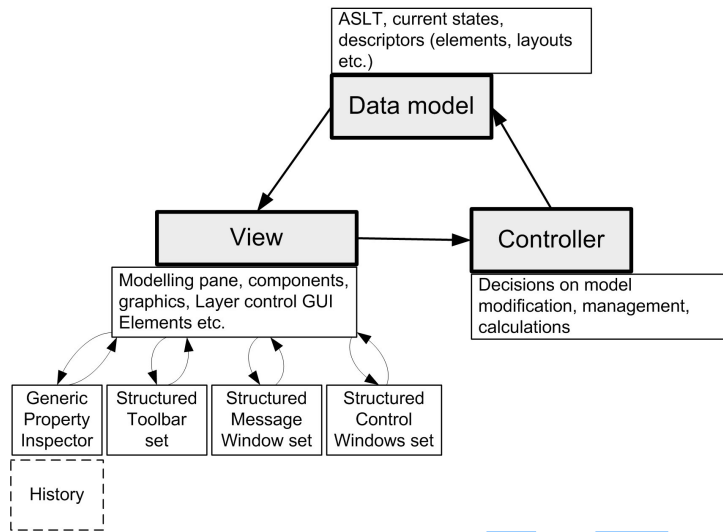 ASLT, current states,
descriptors (elements, layouts
etc.)
Data model
View
Controller
Modelling pane, components,
graphics, Layer control GUI
Elements etc.
Decisions on model
modification, management,
calculations
Generic
Property
Inspector
Structured
Toolbar
set
Structured
Message
Window set
Structured
Control
Windows set
History